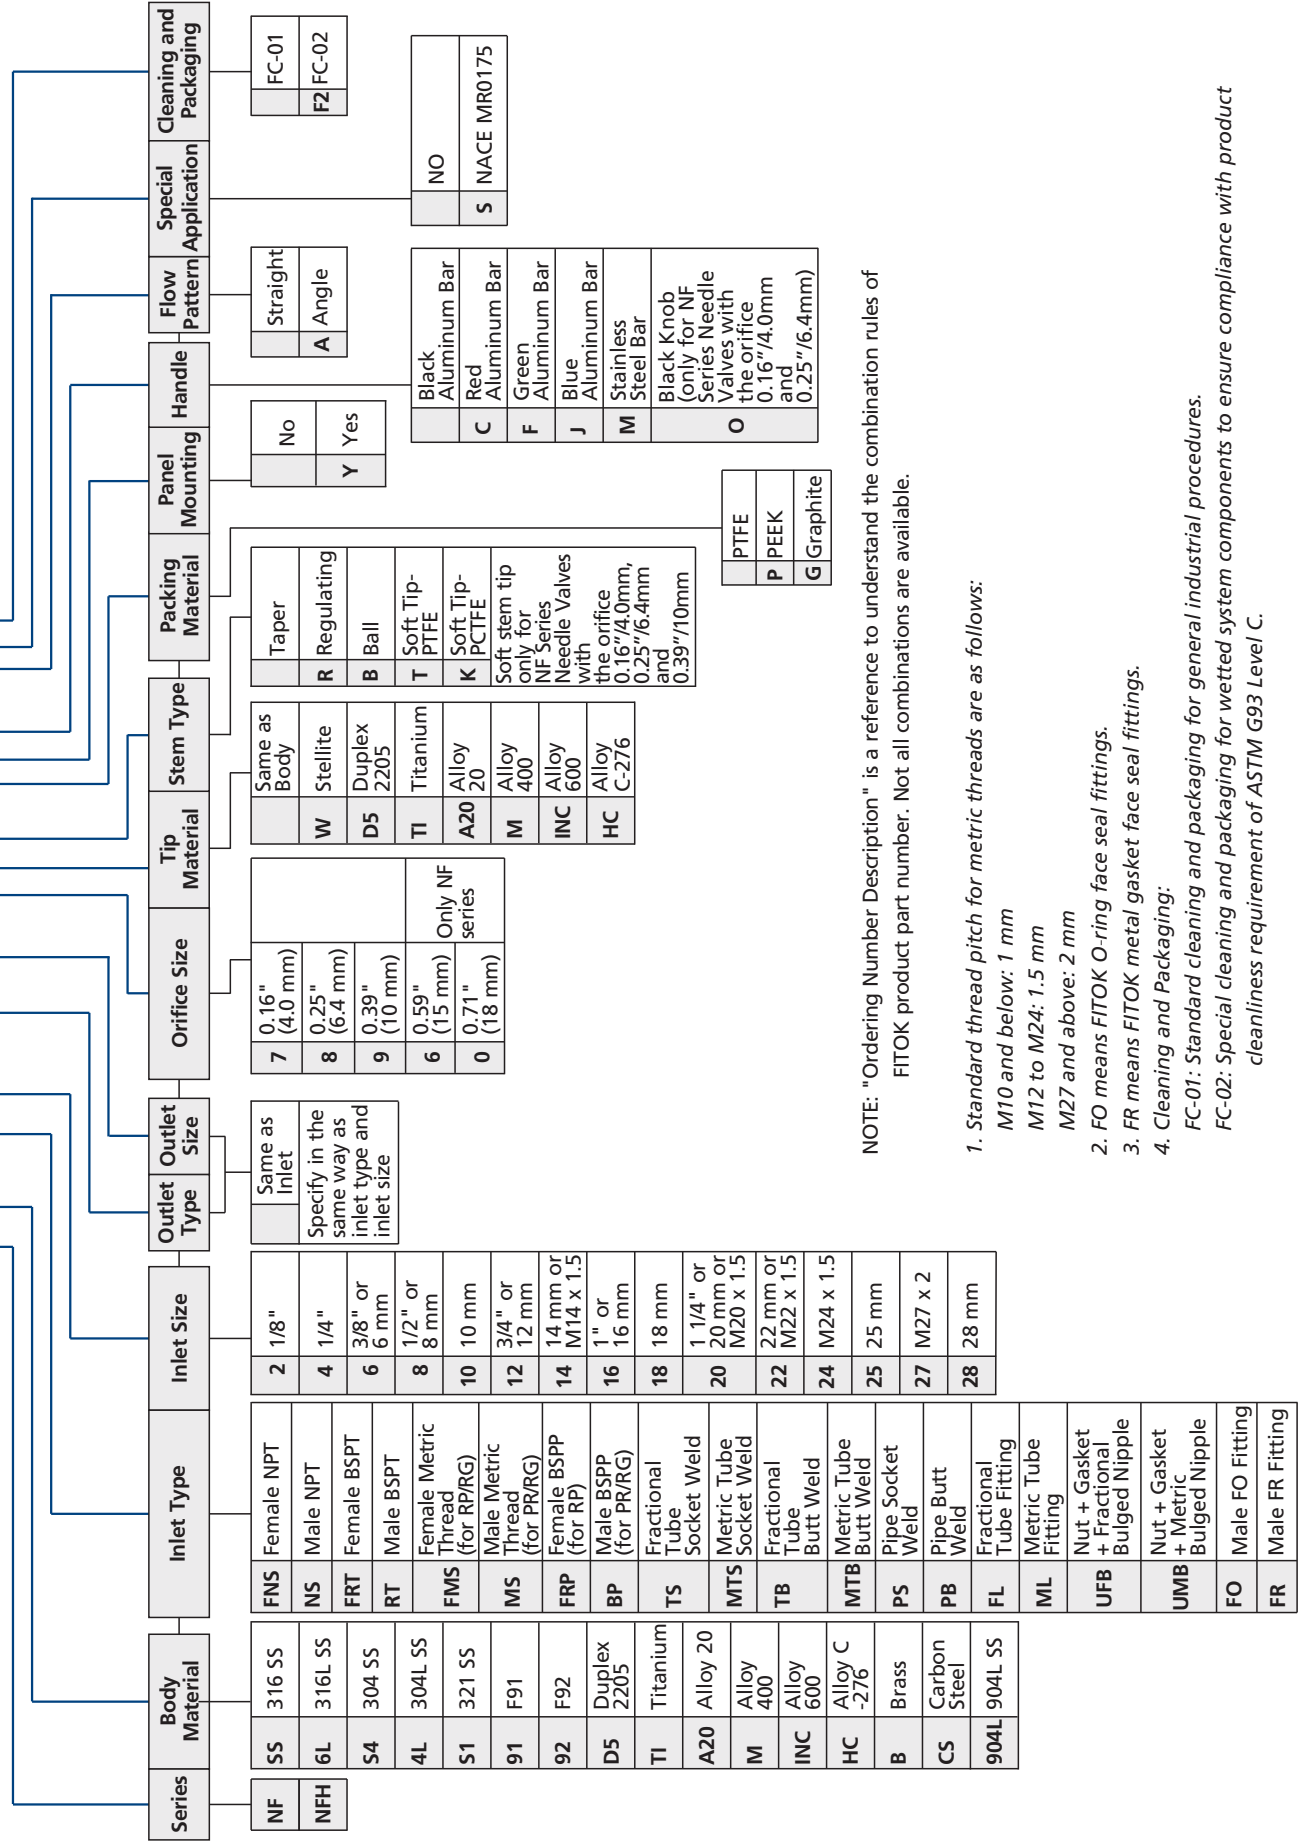 Series
NF
NFH
Body
Material
SS 316 SS
6L 316L SS
S4 304 SS
4L 304L SS
S1 321 SS
91 F91
92 F92
D5 Duplex
2205
TI Titanium
A20 Alloy 20
M Alloy
400
INC Alloy
600
HC Alloy C
-276
B Brass
CS Carbon
Steel
904L 904L SS
Inlet Type
FNS Female NPT
NS Male NPT
FRT Female BSPT
RT Male BSPT
FMS Female Metric
Thread
(for RP/RG)
MS Male Metric
Thread
(for PR/RG)
FRP Female BSPP
(for RP)
BP Male BSPP
(for PR/RG)
TS Fractional
Tube
Socket Weld
MTS Metric Tube
Socket Weld
TB Fractional
Tube
Butt Weld
MTB Metric Tube
Butt Weld
PS Pipe Socket
Weld
PB Pipe Butt
Weld
FL Fractional
Tube Fitting
ML Metric Tube
Fitting
UFB Nut + Gasket
+ Fractional
Bulged Nipple
UMB Nut + Gasket
+ Metric
Bulged Nipple
FO Male FO Fitting
FR Male FR Fitting
Inlet Size
2 1/8"
4 1/4"
6 3/8" or
6 mm
8 1/2" or
8 mm
10 10 mm
12 3/4" or
12 mm
14 14 mm or
M14 x 1.5
16 1" or
16 mm
18 18 mm
20 1 1/4" or
20 mm or
M20 x 1.5
22 22 mm or
M22 x 1.5
24 M24 x 1.5
25 25 mm
27 M27 x 2
28 28 mm
Outlet
Type
Outlet
Size
Same as
Inlet
Specify in the
same way as
inlet type and
inlet size
Orifice Size
7 0.16"
(4.0 mm)
8 0.25"
(6.4 mm)
9 0.39"
(10 mm)
6 0.59"
(15 mm)
0 0.71"
(18 mm)
Only NF
series
Tip
Material
Same as
Body
W Stellite
D5 Duplex
2205
TI Titanium
A20 Alloy
20
M Alloy
400
INC Alloy
600
HC Alloy
C-276
Stem Type
Taper
R Regulating
B Ball
T Soft Tip-
PTFE
K Soft Tip-
PCTFE
Soft stem tip
only for
NF Series
Needle Valves
with
the orifice
0.16"/4.0mm,
0.25"/6.4mm
and
0.39"/10mm
Packing
Material
PTFE
P PEEK
G Graphite
Panel
Mounting
No
Y Yes
Handle
Black
Aluminum Bar
C Red
Aluminum Bar
F Green
Aluminum Bar
J Blue
Aluminum Bar
M Stainless
Steel Bar
O Black Knob
(only for NF
Series Needle
Valves with
the orifice
0.16"/4.0mm
and
0.25"/6.4mm)
Flow
Pattern
Straight
A Angle
Special
Application
NO
S NACE MR0175
Cleaning and
Packaging
FC-01
F2 FC-02
NOTE: "Ordering Number Description" is a reference to understand the combination rules of
FITOK product part number. Not all combinations are available.
1. Standard thread pitch for metric threads are as follows:
M10 and below: 1 mm
M12 to M24: 1.5 mm
M27 and above: 2 mm
2. FO means FITOK O-ring face seal fittings.
3. FR means FITOK metal gasket face seal fittings.
4. Cleaning and Packaging:
FC-01: Standard cleaning and packaging for general industrial procedures.
FC-02: Special cleaning and packaging for wetted system components to ensure compliance with product
cleanliness requirement of ASTM G93 Level C.